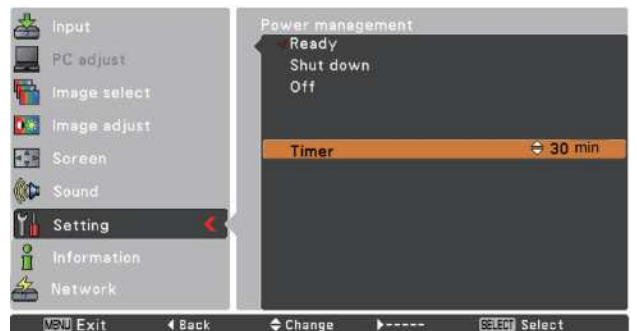 Input
PC adjust
Image select
Image adjust
Screen
Sound
Setting
Information
Network
Power management
Ready
Shut down
Off
Timer 30 min
MENU Exit Back Change ----- SELECT Select